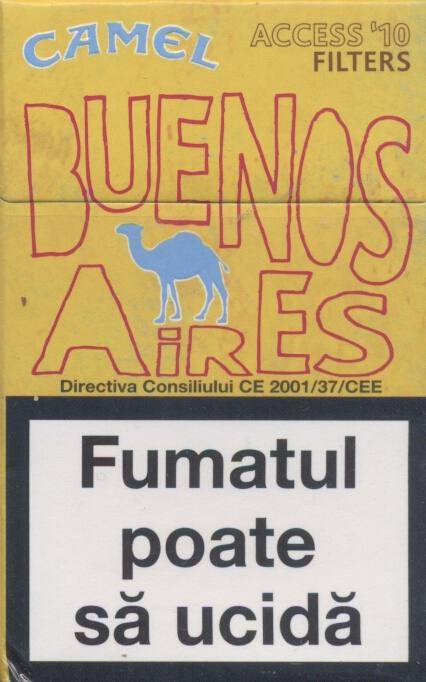 CAMEL
ACCESS '10
FILTERS
BUENOS
AiRES
Directiva Consiliului CE 2001/37/CEE
Fumatul
poate
să ucidă